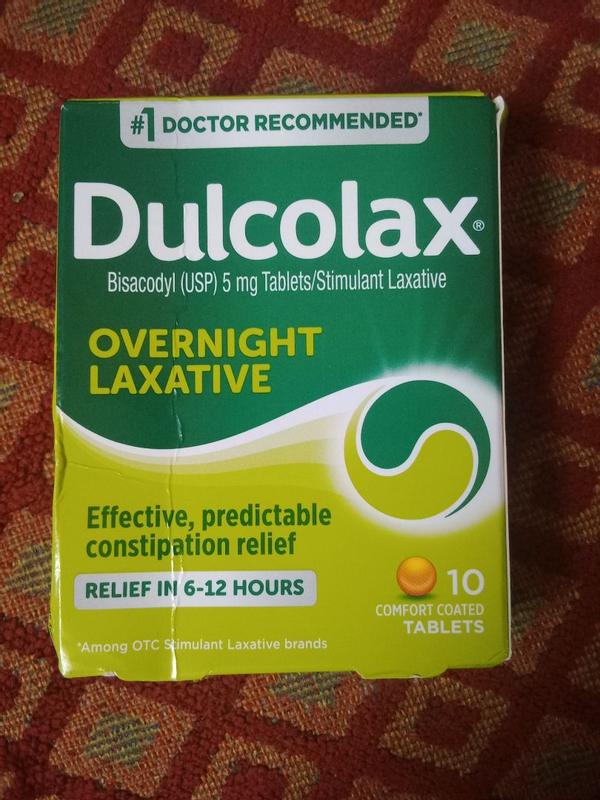 #1 DOCTOR RECOMMENDED*
Dulcolax®
Bisacodyl (USP) 5 mg Tablets/Stimulant Laxative
OVERNIGHT
LAXATIVE
Effective, predictable
constipation relief
RELIEF IN 6-12 HOURS
10
COMFORT COATED
TABLETS
*Among OTC Stimulant Laxative brands